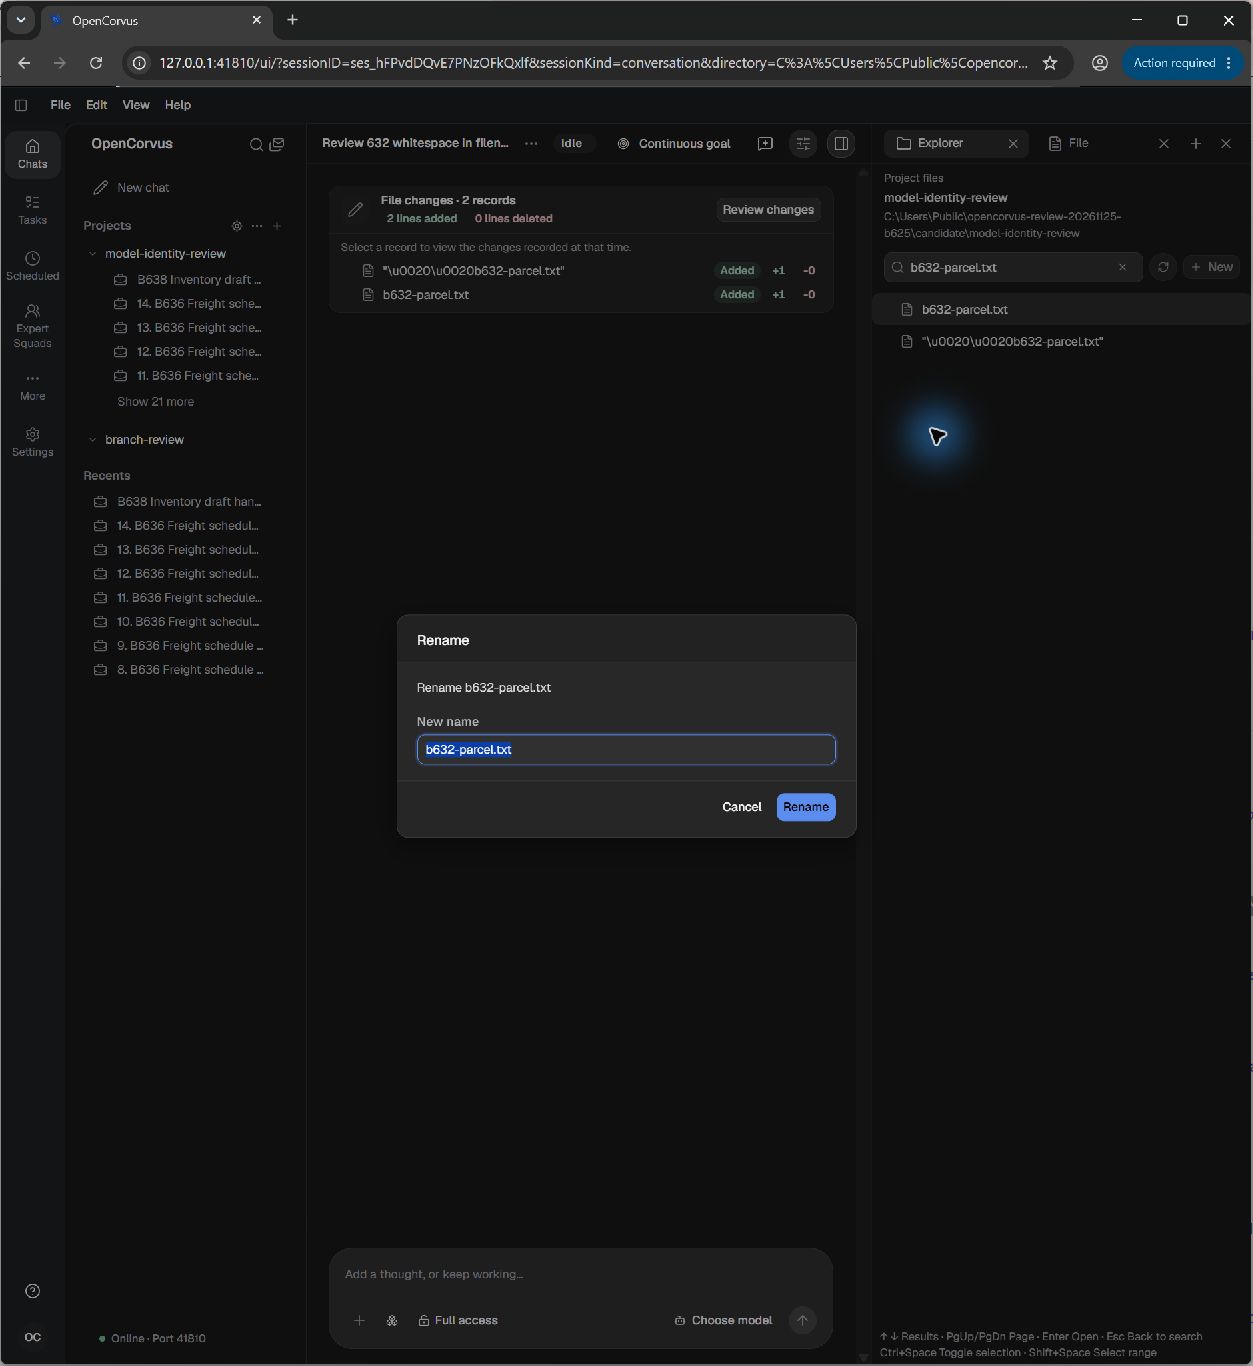 OpenCorvus
127.0.0.1:41810/ui/?sessionID=ses_hFPvdDQvE7PNzOFkQxlf&sessionKind=conversation&directory=C%3A%5CUsers%5CPublic%5Copencor...
Action required
File Edit View Help
Chats
Tasks
Scheduled
Expert
Squads
More
Settings
OC
OpenCorvus
New chat
Projects
model-identity-review
B638 Inventory draft ...
14. B636 Freight sche...
13. B636 Freight sche...
12. B636 Freight sche...
11. B636 Freight sche...
Show 21 more
branch-review
Recents
B638 Inventory draft han...
14. B636 Freight schedul...
13. B636 Freight schedul...
12. B636 Freight schedul...
11. B636 Freight schedule...
10. B636 Freight schedul...
9. B636 Freight schedule ...
8. B636 Freight schedule ...
Online · Port 41810
Review 632 whitespace in filen... ... Idle Continuous goal
File changes · 2 records
2 lines added 0 lines deleted
Review changes
Select a record to view the changes recorded at that time.
"\u0020\u0020b632-parcel.txt" Added +1 -0
b632-parcel.txt Added +1 -0
Rename
Rename b632-parcel.txt
New name
b632-parcel.txt
Cancel Rename
Add a thought, or keep working...
Full access Choose model
Explorer File
Project files
model-identity-review
C:\Users\Public\opencorvus-review-20261125-
b625\candidate\model-identity-review
b632-parcel.txt
+ New
b632-parcel.txt
"\u0020\u0020b632-parcel.txt"
↑↓ Results · PgUp/PgDn Page · Enter Open · Esc Back to search
Ctrl+Space Toggle selection · Shift+Space Select range